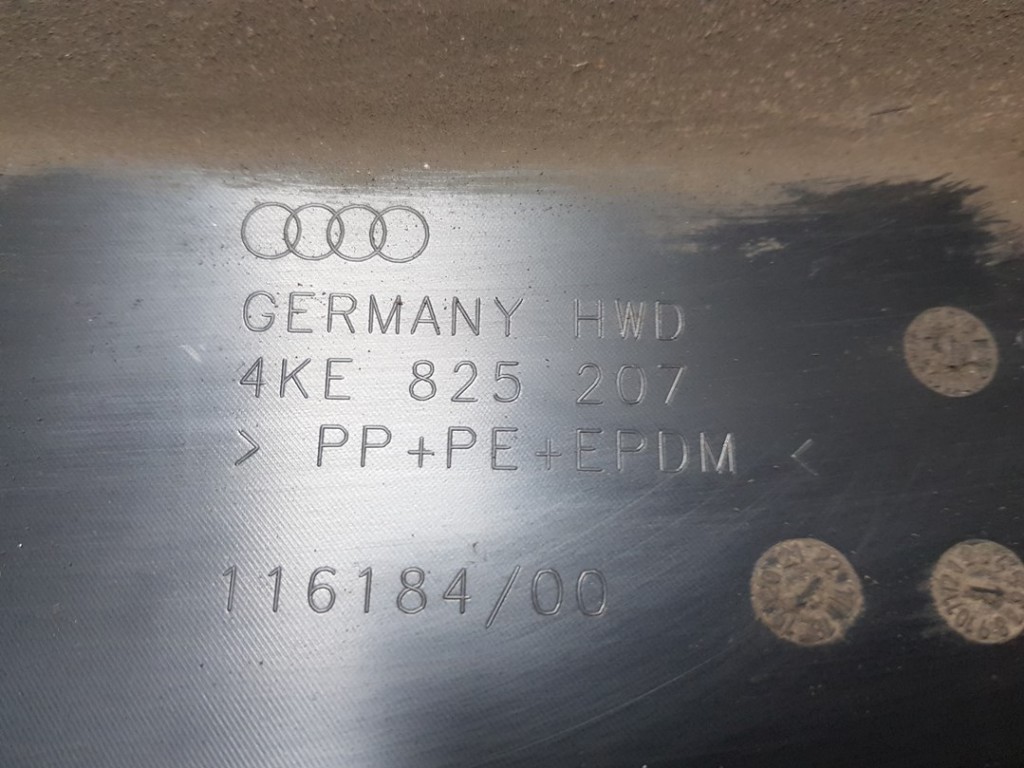 GERMANY HWD
4KE 825 207
> PP+PE+EPDM <
116184/00